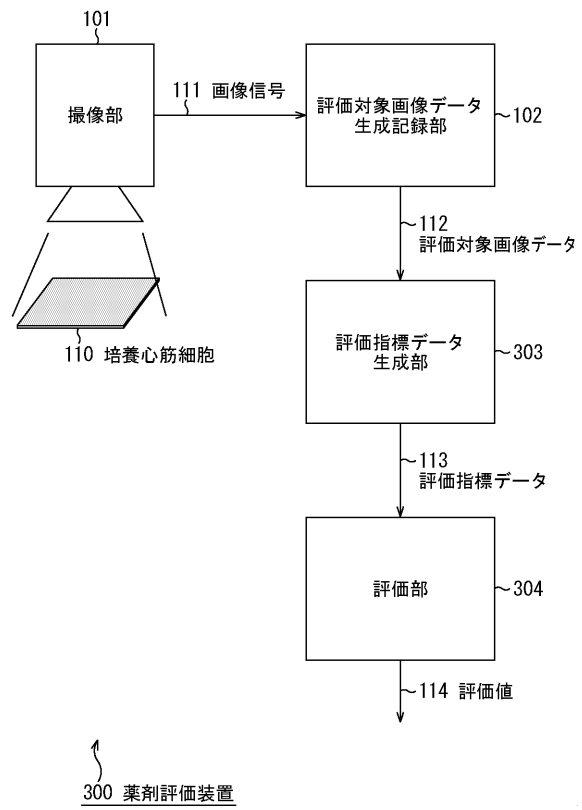 101
撮像部
111 画像信号
評価対象画像データ
生成記録部
102
112
評価対象画像データ
110 培養心筋細胞
評価指標データ
生成部
303
113
評価指標データ
評価部
304
114 評価値
300 薬剤評価装置